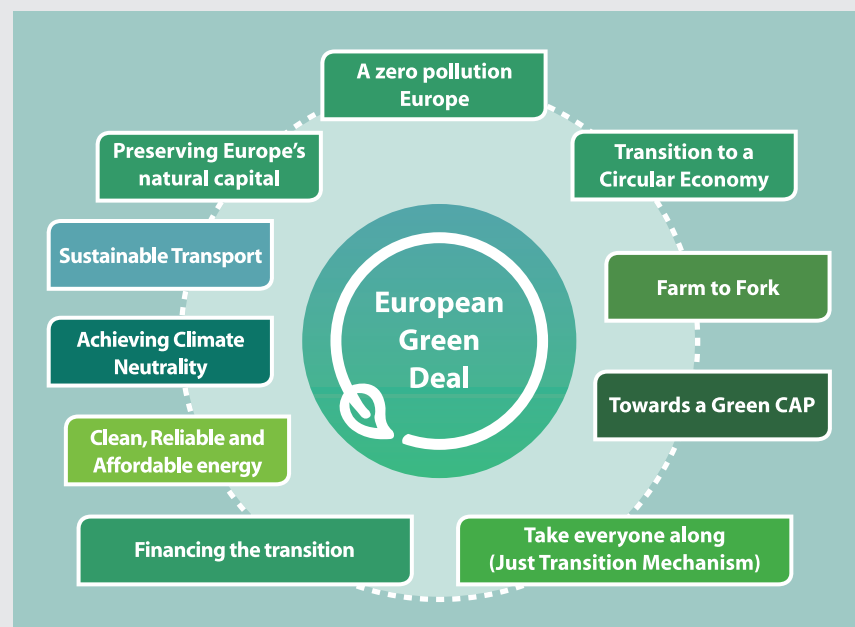 A zero pollution
Europe
Preserving Europe's
natural capital
Transition to a
Circular Economy
Sustainable Transport
Farm to Fork
European
Green
Deal
Achieving Climate
Neutrality
Towards a Green CAP
Clean, Reliable and
Affordable energy
Financing the transition
Take everyone along
(Just Transition Mechanism)